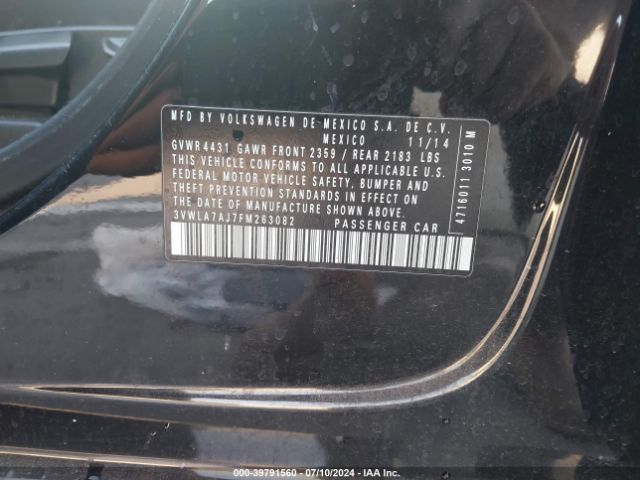 MFD BY VOLKSWAGEN DE MEXICO S.A. DE C.V.
MEXICO 11/14
GVWR 4431 GAWR FRONT 2359 / REAR 2183 LBS
THIS VEHICLE CONFORMS TO ALL APPLICABLE U.S.
FEDERAL MOTOR VEHICLE SAFETY, BUMPER AND
THEFT PREVENTION STANDARDS IN EFFECT ON
THE DATE OF MANUFACTURE SHOWN ABOVE.
3VWLA7AJ7FM263082 PASSENGER CAR
4716011 3010 M
000-39791560 - 07/10/2024 - IAA Inc.